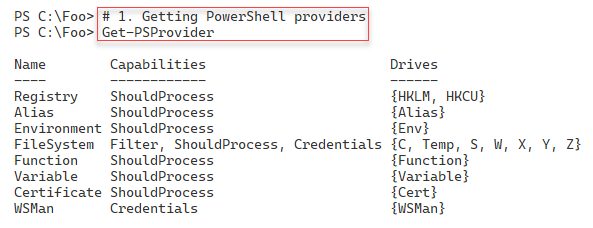 PS C:\Foo> # 1. Getting PowerShell providers
PS C:\Foo> Get-PSProvider
Name        Capabilities                       Drives
----        ------------                       ------
Registry    ShouldProcess                      {HKLM, HKCU}
Alias       ShouldProcess                      {Alias}
Environment ShouldProcess                      {Env}
FileSystem  Filter, ShouldProcess, Credentials {C, Temp, S, W, X, Y, Z}
Function    ShouldProcess                      {Function}
Variable    ShouldProcess                      {Variable}
Certificate ShouldProcess                      {Cert}
WSMan       Credentials                        {WSMan}